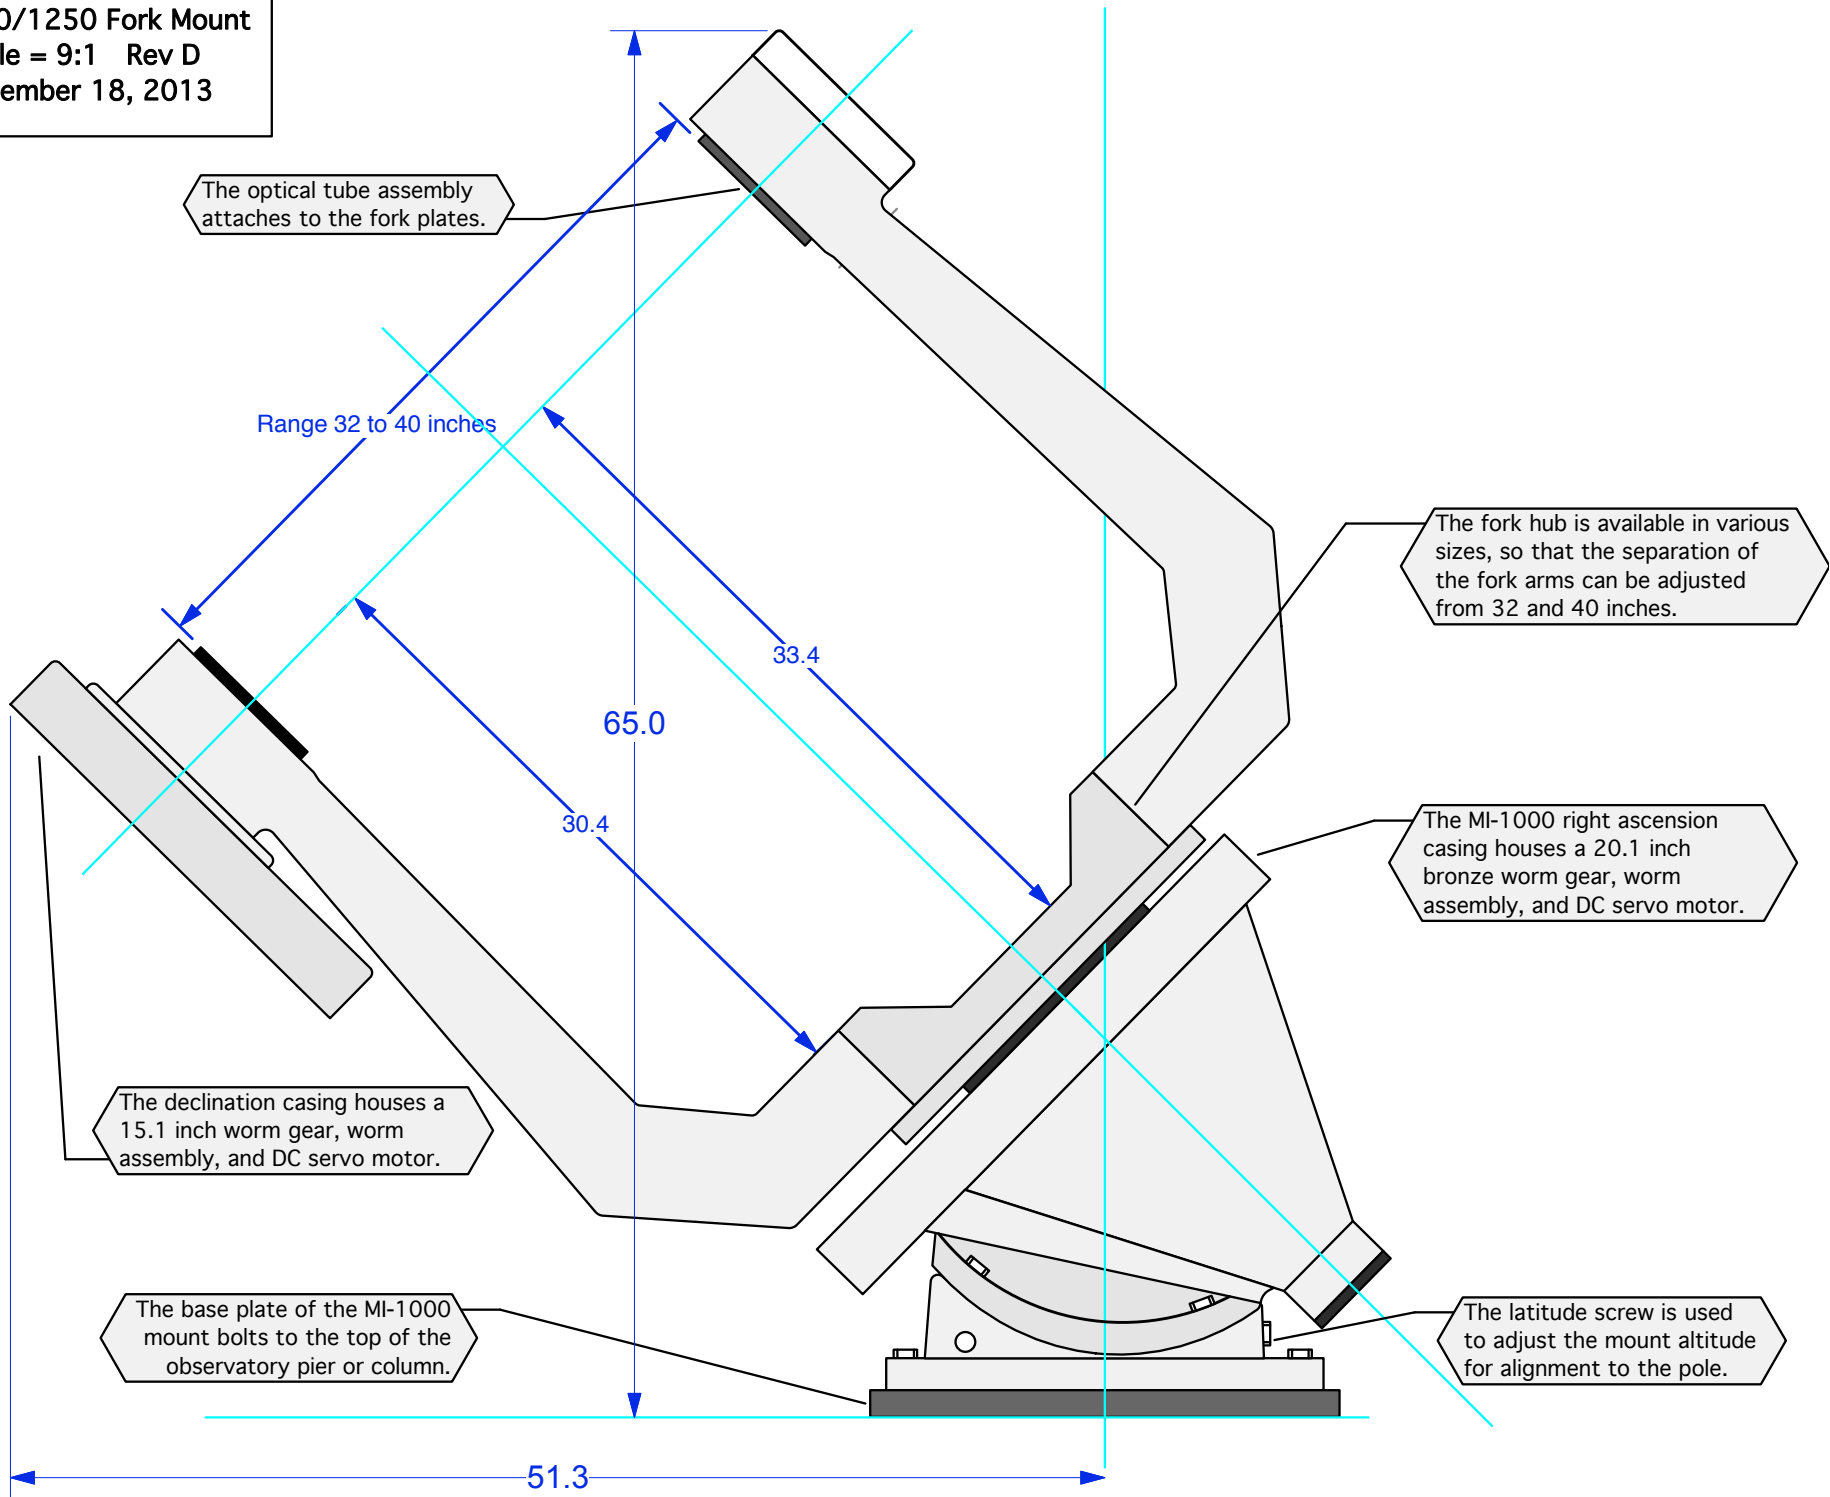 0/1250 Fork Mount
le = 9:1 Rev D
ember 18, 2013
The optical tube assembly
attaches to the fork plates.
Range 32 to 40 inches
The fork hub is available in various
sizes, so that the separation of
the fork arms can be adjusted
from 32 and 40 inches.
33.4
65.0
30.4
The MI-1000 right ascension
casing houses a 20.1 inch
bronze worm gear, worm
assembly, and DC servo motor.
The declination casing houses a
15.1 inch worm gear, worm
assembly, and DC servo motor.
The base plate of the MI-1000
mount bolts to the top of the
observatory pier or column.
The latitude screw is used
to adjust the mount altitude
for alignment to the pole.
51.3